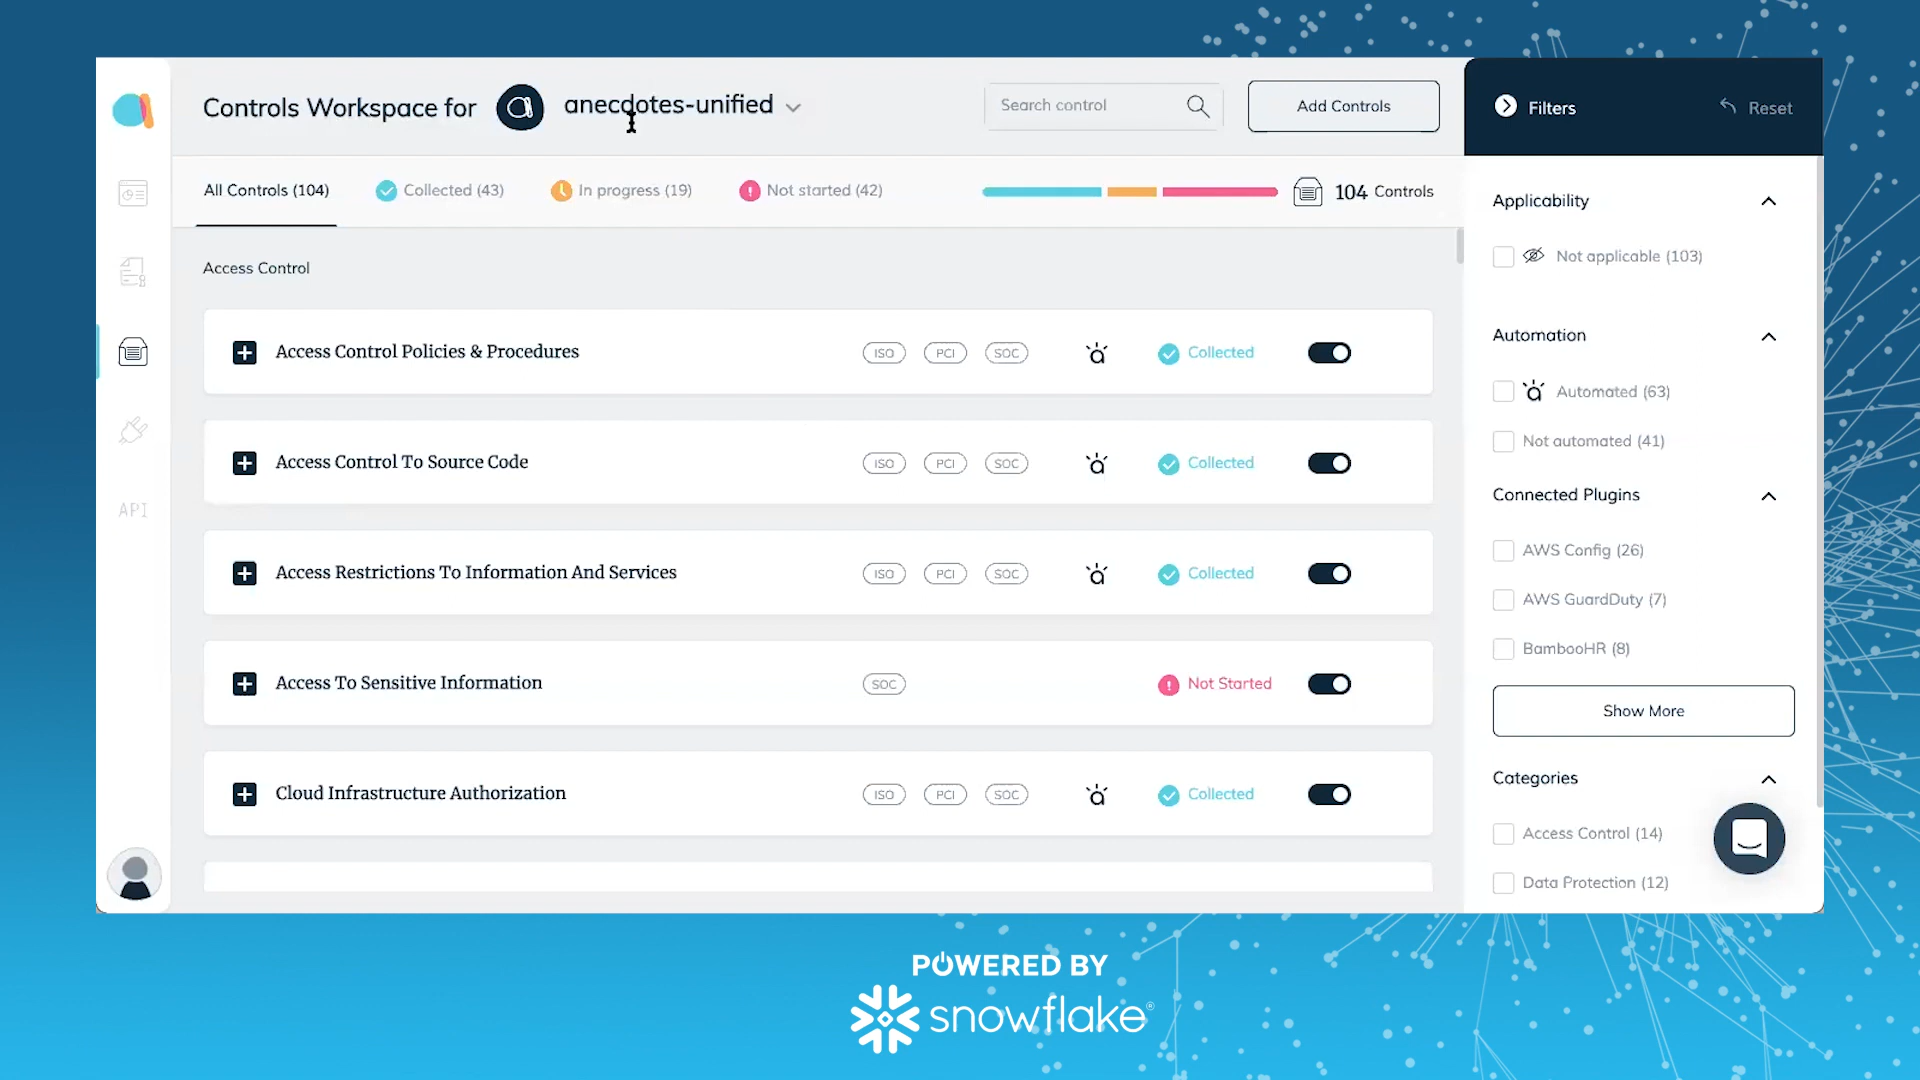 Controls Workspace for anecdotes-unified
Search control
Add Controls
Filters
Reset
All Controls (104)
Collected (43)
In progress (19)
Not started (42)
104 Controls
Access Control
Access Control Policies & Procedures
ISO
PCI
SOC
Collected
Access Control To Source Code
ISO
PCI
SOC
Collected
Access Restrictions To Information And Services
ISO
PCI
SOC
Collected
Access To Sensitive Information
SOC
Not Started
Cloud Infrastructure Authorization
ISO
PCI
SOC
Collected
API
Applicability
Not applicable (103)
Automation
Automated (63)
Not automated (41)
Connected Plugins
AWS Config (26)
AWS GuardDuty (7)
BambooHR (8)
Show More
Categories
Access Control (14)
Data Protection (12)
POWERED BY
snowflake®